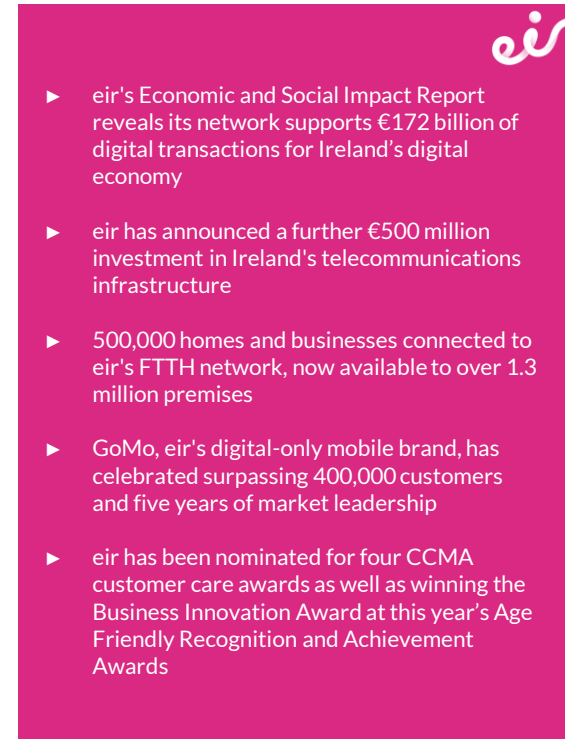 eir
► eir's Economic and Social Impact Report
reveals its network supports €172 billion of
digital transactions for Ireland’s digital
economy
► eir has announced a further €500 million
investment in Ireland's telecommunications
infrastructure
► 500,000 homes and businesses connected to
eir's FTTH network, now available to over 1.3
million premises
► GoMo, eir's digital-only mobile brand, has
celebrated surpassing 400,000 customers
and five years of market leadership
► eir has been nominated for four CCMA
customer care awards as well as winning the
Business Innovation Award at this year’s Age
Friendly Recognition and Achievement
Awards